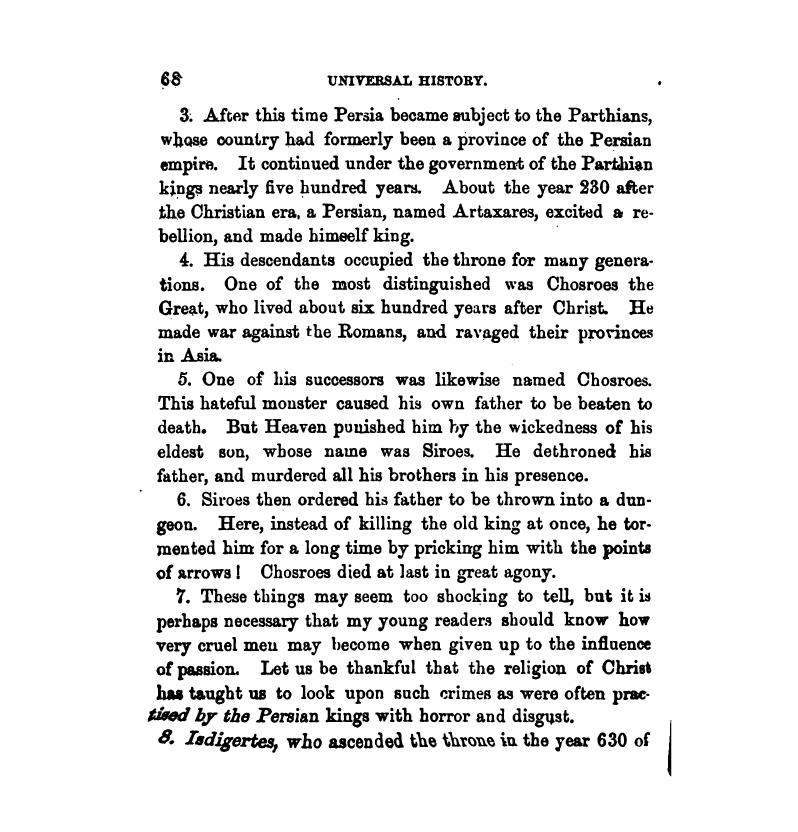 68 UNIVERSAL HISTORY.
3. After this time Persia became subject to the Parthians,
whose country had formerly been a province of the Persian
empire. It continued under the government of the Parthian
kings nearly five hundred years. About the year 230 after
the Christian era, a Persian, named Artaxares, excited a re-
bellion, and made himself king.
4. His descendants occupied the throne for many genera-
tions. One of the most distinguished was Chosroes the
Great, who lived about six hundred years after Christ. He
made war against the Romans, and ravaged their provinces
in Asia.
5. One of his successors was likewise named Chosroes.
This hateful monster caused his own father to be beaten to
death. But Heaven punished him by the wickedness of his
eldest son, whose name was Siroes. He dethroned his
father, and murdered all his brothers in his presence.
6. Siroes then ordered his father to be thrown into a dun-
geon. Here, instead of killing the old king at once, he tor-
mented him for a long time by pricking him with the points
of arrows! Chosroes died at last in great agony.
7. These things may seem too shocking to tell, but it is
perhaps necessary that my young readers should know how
very cruel men may become when given up to the influence
of passion. Let us be thankful that the religion of Christ
has taught us to look upon such crimes as were often prac-
tised by the Persian kings with horror and disgust.
8. Isdigertes, who ascended the throne in the year 630 of